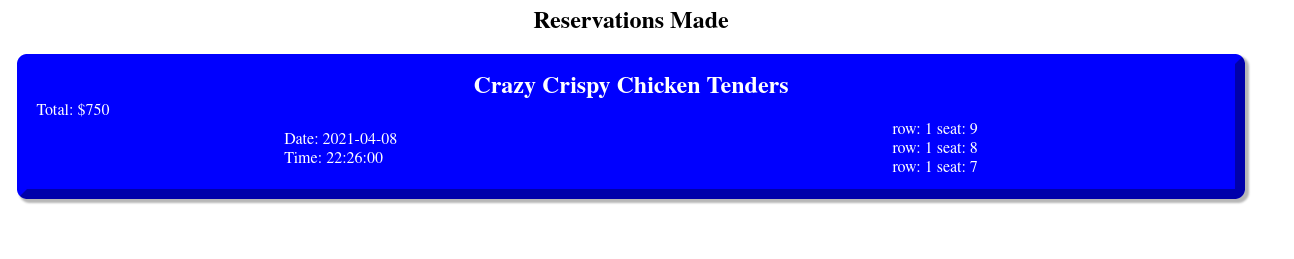 Reservations Made
Crazy Crispy Chicken Tenders
Total: $750
Date: 2021-04-08
Time: 22:26:00
row: 1 seat: 9
row: 1 seat: 8
row: 1 seat: 7